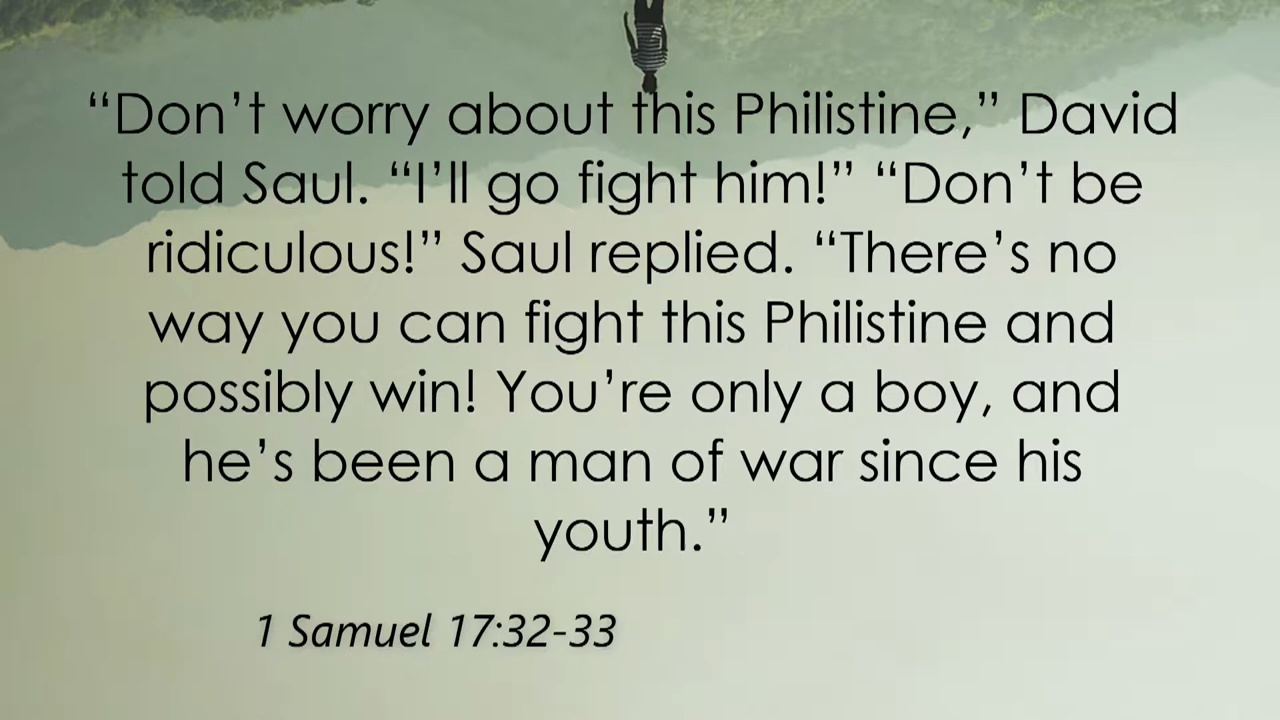 “Don’t worry about this Philistine,” David
told Saul. “I’ll go fight him!” “Don’t be
ridiculous!” Saul replied. “There’s no
way you can fight this Philistine and
possibly win! You’re only a boy, and
he’s been a man of war since his
youth.”
1 Samuel 17:32-33